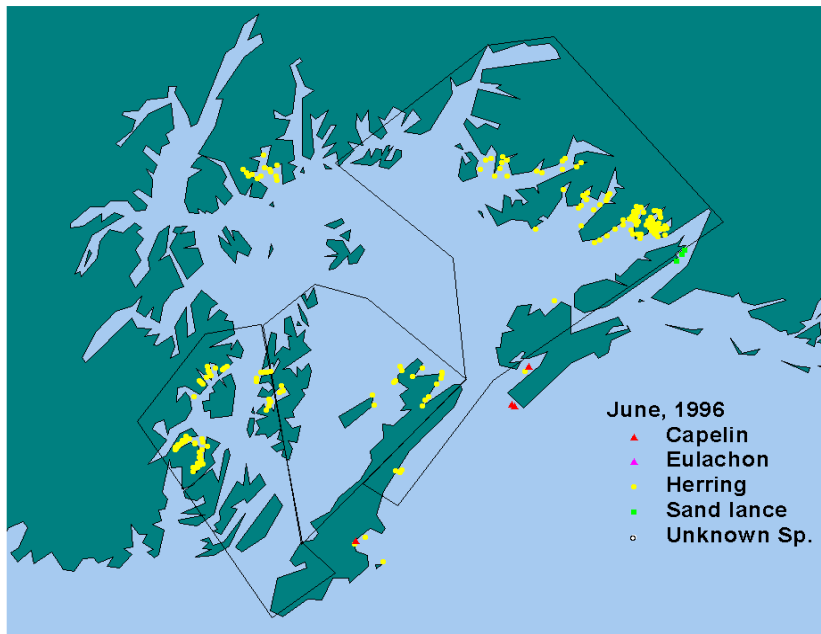 June, 1996
Capelin
Eulachon
Herring
Sand lance
Unknown Sp.